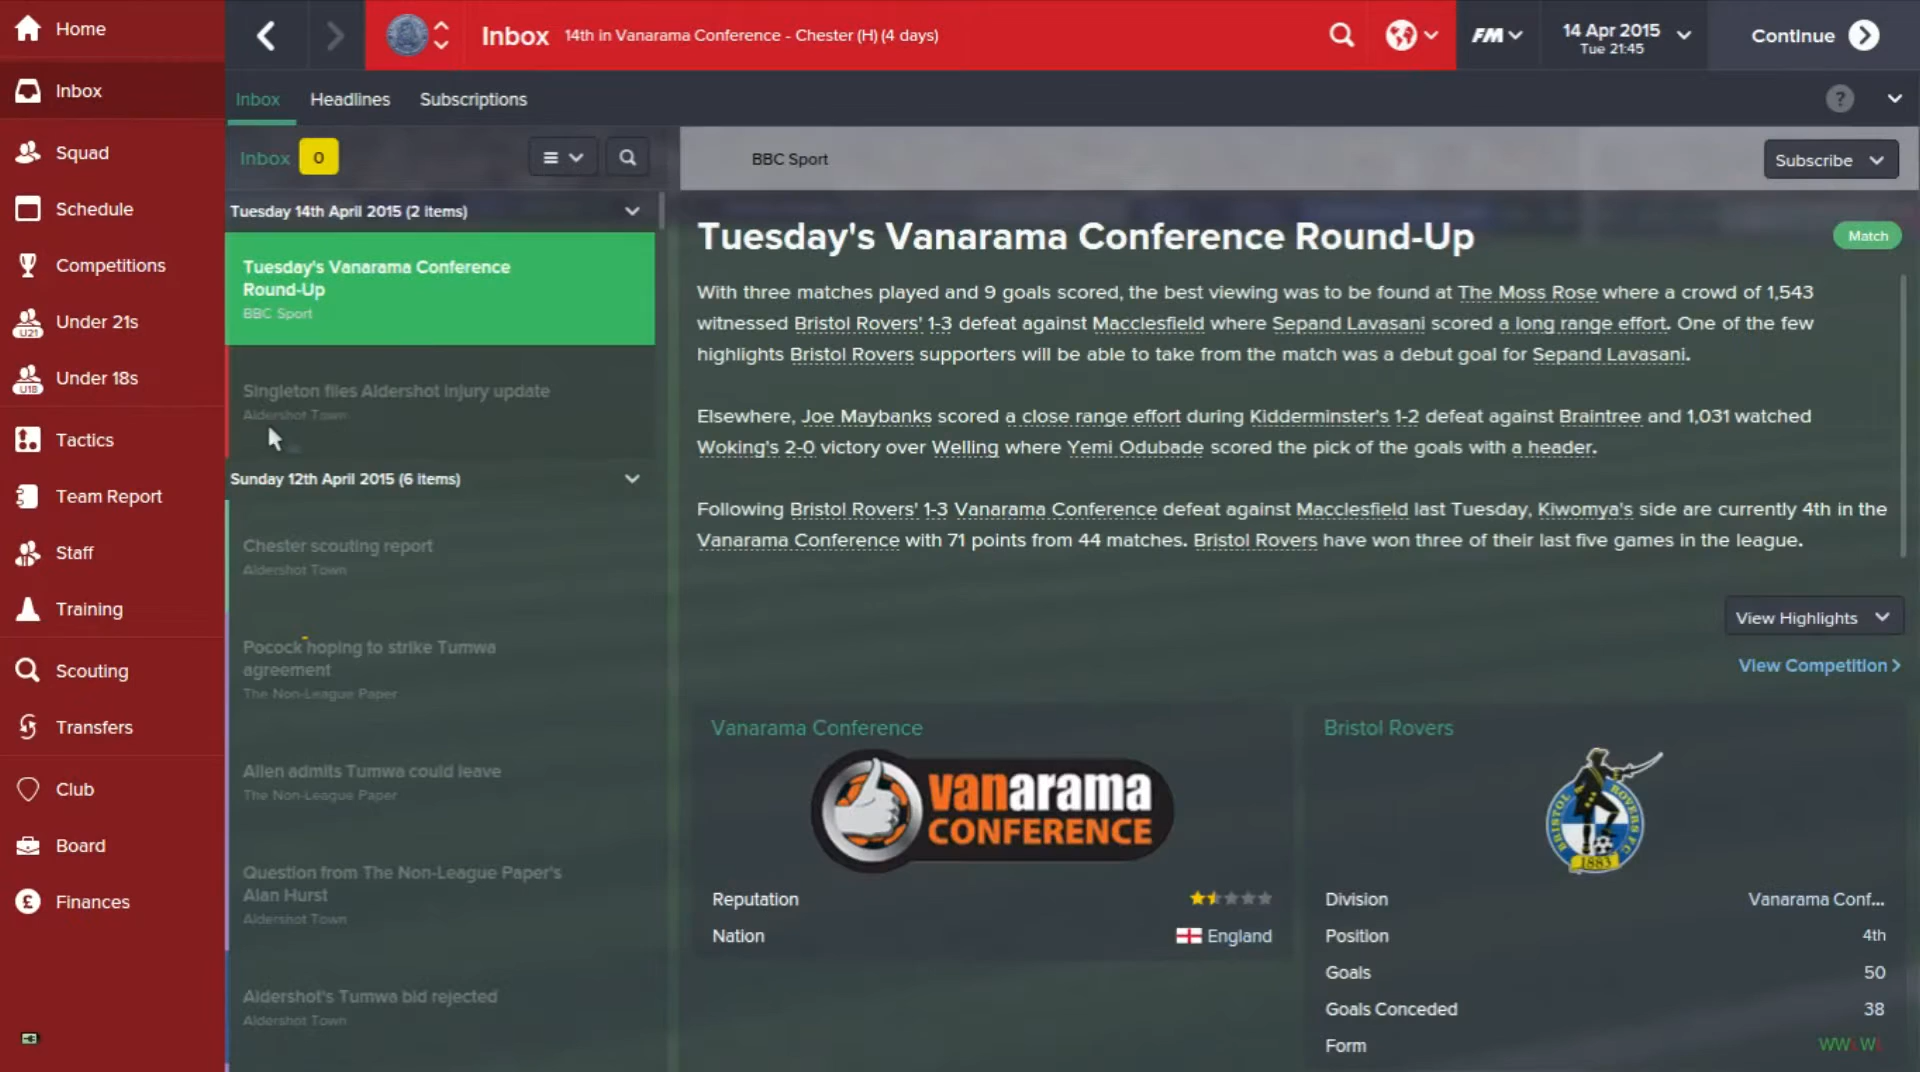 Home
Inbox
Squad
Schedule
Competitions
Under 21s
Under 18s
Tactics
Team Report
Staff
Training
Scouting
Transfers
Club
Board
Finances
Inbox 14th in Vanarama Conference - Chester (H) (4 days)
FM
14 Apr 2015
Tue 21:45
Continue
Inbox Headlines Subscriptions
?
Inbox 0
Tuesday 14th April 2015 (2 items)
Tuesday's Vanarama Conference
Round-Up
BBC Sport
Singleton files Aldershot injury update
Aldershot Town
Sunday 12th April 2015 (6 items)
Chester scouting report
Aldershot Town
Pocock hoping to strike Tumwa
agreement
The Non-League Paper
Allen admits Tumwa could leave
The Non-League Paper
Question from The Non-League Paper's
Alan Hurst
Aldershot Town
Aldershot's Tumwa bid rejected
Aldershot Town
BBC Sport
Subscribe
Tuesday's Vanarama Conference Round-Up
Match
With three matches played and 9 goals scored, the best viewing was to be found at The Moss Rose where a crowd of 1,543
witnessed Bristol Rovers' 1-3 defeat against Macclesfield where Sepand Lavasani scored a long range effort. One of the few
highlights Bristol Rovers supporters will be able to take from the match was a debut goal for Sepand Lavasani.
Elsewhere, Joe Maybanks scored a close range effort during Kidderminster's 1-2 defeat against Braintree and 1,031 watched
Woking's 2-0 victory over Welling where Yemi Odubade scored the pick of the goals with a header.
Following Bristol Rovers' 1-3 Vanarama Conference defeat against Macclesfield last Tuesday, Kiwomya's side are currently 4th in the
Vanarama Conference with 71 points from 44 matches. Bristol Rovers have won three of their last five games in the league.
View Highlights
View Competition >
Vanarama Conference
vanarama
CONFERENCE
Reputation
Nation England
Bristol Rovers
BRISTOL ROVERS F.C.
1883
Division Vanarama Conf...
Position 4th
Goals 50
Goals Conceded 38
Form WWLWL
U21
U18